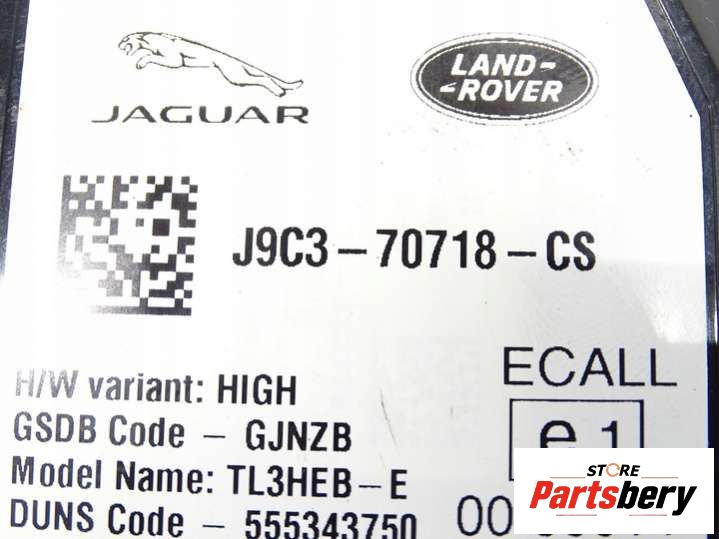 JAGUAR
LAND-
-ROVER
J9C3-70718-CS
ECALL
H/W variant: HIGH
GSDB Code - GJNZB
e1
Model Name: TL3HEB-E
DUNS Code - 555343750
STORE
Partsbery